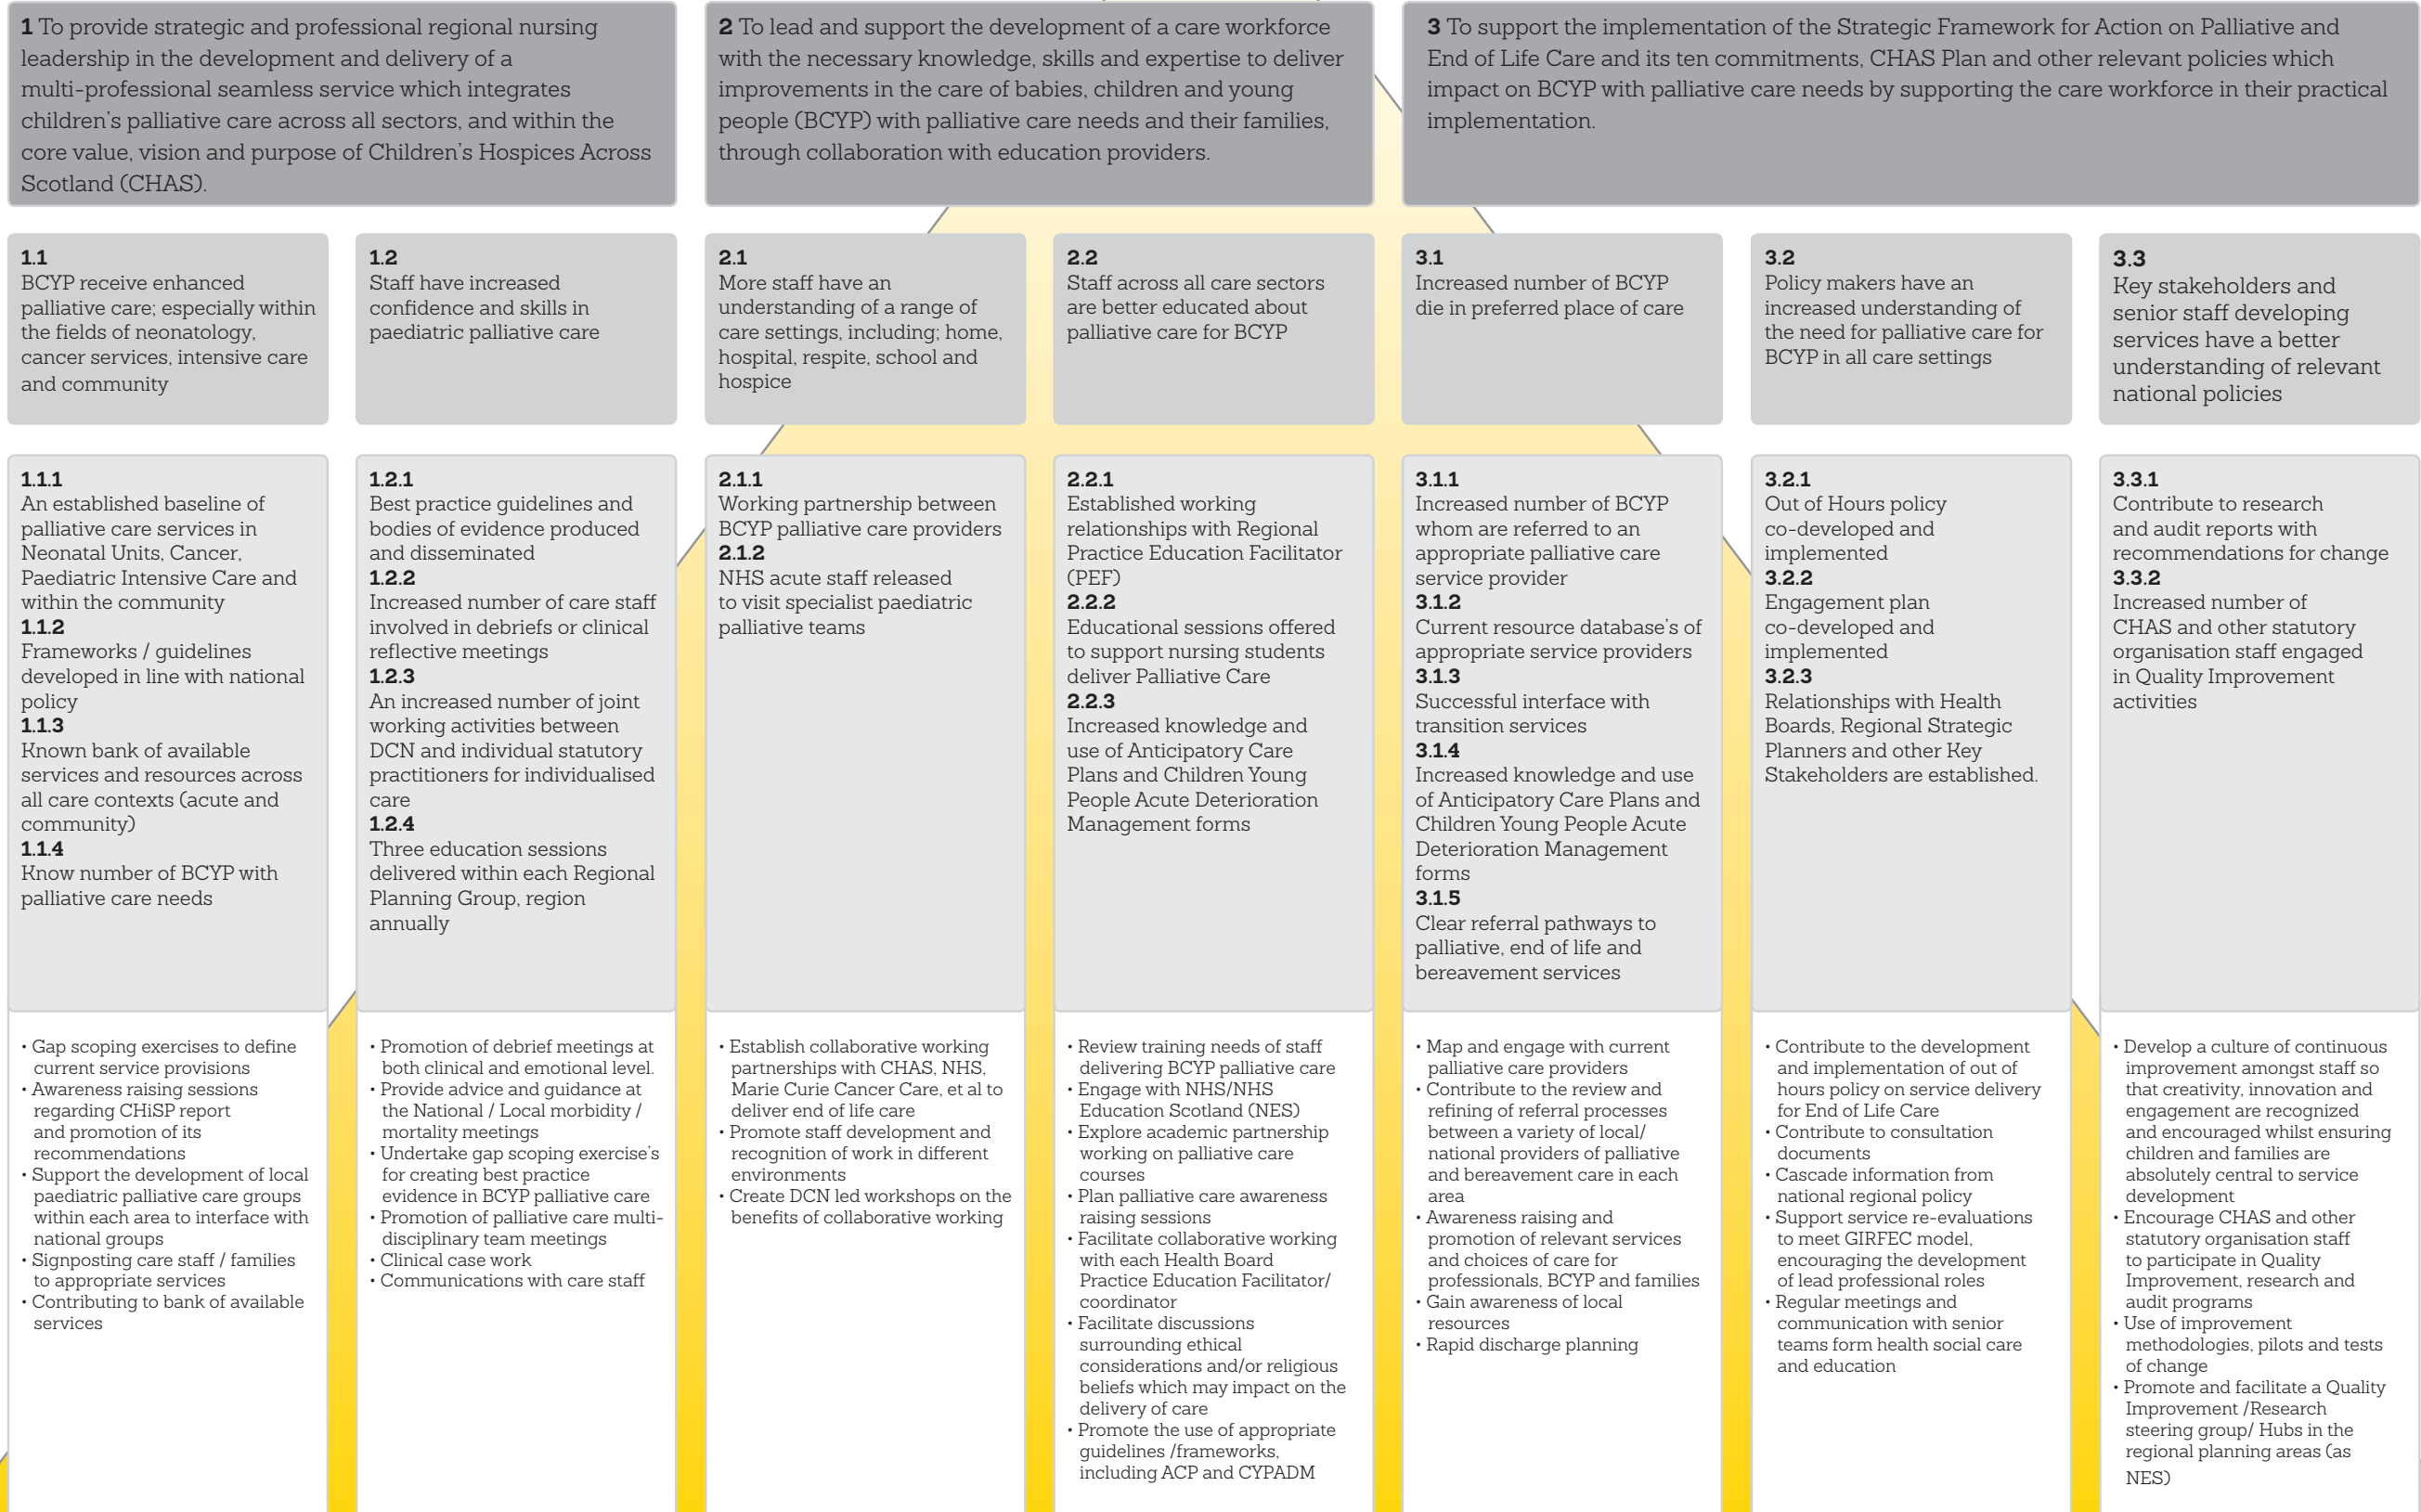 1 To provide strategic and professional regional nursing
leadership in the development and delivery of a
multi-professional seamless service which integrates
children's palliative care across all sectors, and within the
core value, vision and purpose of Children's Hospices Across
Scotland (CHAS).
2 To lead and support the development of a care workforce
with the necessary knowledge, skills and expertise to deliver
improvements in the care of babies, children and young
people (BCYP) with palliative care needs and their families,
through collaboration with education providers.
3 To support the implementation of the Strategic Framework for Action on Palliative and
End of Life Care and its ten commitments, CHAS Plan and other relevant policies which
impact on BCYP with palliative care needs by supporting the care workforce in their practical
implementation.
1.1
BCYP receive enhanced
palliative care; especially within
the fields of neonatology,
cancer services, intensive care
and community
1.2
Staff have increased
confidence and skills in
paediatric palliative care
2.1
More staff have an
understanding of a range of
care settings, including; home,
hospital, respite, school and
hospice
2.2
Staff across all care sectors
are better educated about
palliative care for BCYP
3.1
Increased number of BCYP
die in preferred place of care
3.2
Policy makers have an
increased understanding of
the need for palliative care for
BCYP in all care settings
3.3
Key stakeholders and
senior staff developing
services have a better
understanding of relevant
national policies
1.1.1
An established baseline of
palliative care services in
Neonatal Units, Cancer,
Paediatric Intensive Care and
within the community
1.1.2
Frameworks / guidelines
developed in line with national
policy
1.1.3
Known bank of available
services and resources across
all care contexts (acute and
community)
1.1.4
Know number of BCYP with
palliative care needs
1.2.1
Best practice guidelines and
bodies of evidence produced
and disseminated
1.2.2
Increased number of care staff
involved in debriefs or clinical
reflective meetings
1.2.3
An increased number of joint
working activities between
DCN and individual statutory
practitioners for individualised
care
1.2.4
Three education sessions
delivered within each Regional
Planning Group, region
annually
2.1.1
Working partnership between
BCYP palliative care providers
2.1.2
NHS acute staff released
to visit specialist paediatric
palliative teams
2.2.1
Established working
relationships with Regional
Practice Education Facilitator
(PEF)
2.2.2
Educational sessions offered
to support nursing students
deliver Palliative Care
2.2.3
Increased knowledge and
use of Anticipatory Care
Plans and Children Young
People Acute Deterioration
Management forms
3.1.1
Increased number of BCYP
whom are referred to an
appropriate palliative care
service provider
3.1.2
Current resource database's of
appropriate service providers
3.1.3
Successful interface with
transition services
3.1.4
Increased knowledge and use
of Anticipatory Care Plans and
Children Young People Acute
Deterioration Management
forms
3.1.5
Clear referral pathways to
palliative, end of life and
bereavement services
3.2.1
Out of Hours policy
co-developed and
implemented
3.2.2
Engagement plan
co-developed and
implemented
3.2.3
Relationships with Health
Boards, Regional Strategic
Planners and other Key
Stakeholders are established.
3.3.1
Contribute to research
and audit reports with
recommendations for change
3.3.2
Increased number of
CHAS and other statutory
organisation staff engaged
in Quality Improvement
activities
• Gap scoping exercises to define
current service provisions
• Awareness raising sessions
regarding CHiSP report
and promotion of its
recommendations
• Support the development of local
paediatric palliative care groups
within each area to interface with
national groups
• Signposting care staff / families
to appropriate services
• Contributing to bank of available
services
• Promotion of debrief meetings at
both clinical and emotional level.
• Provide advice and guidance at
the National / Local morbidity /
mortality meetings
• Undertake gap scoping exercise's
for creating best practice
evidence in BCYP palliative care
• Promotion of palliative care multi-
disciplinary team meetings
• Clinical case work
• Communications with care staff
• Establish collaborative working
partnerships with CHAS, NHS,
Marie Curie Cancer Care, et al to
deliver end of life care
• Promote staff development and
recognition of work in different
environments
• Create DCN led workshops on the
benefits of collaborative working
• Review training needs of staff
delivering BCYP palliative care
• Engage with NHS/NHS
Education Scotland (NES)
• Explore academic partnership
working on palliative care
courses
• Plan palliative care awareness
raising sessions
• Facilitate collaborative working
with each Health Board
Practice Education Facilitator/
coordinator
• Facilitate discussions
surrounding ethical
considerations and/or religious
beliefs which may impact on the
delivery of care
• Promote the use of appropriate
guidelines /frameworks,
including ACP and CYPADM
• Map and engage with current
palliative care providers
• Contribute to the review and
refining of referral processes
between a variety of local/
national providers of palliative
and bereavement care in each
area
• Awareness raising and
promotion of relevant services
and choices of care for
professionals, BCYP and families
• Gain awareness of local
resources
• Rapid discharge planning
• Contribute to the development
and implementation of out of
hours policy on service delivery
for End of Life Care
• Contribute to consultation
documents
• Cascade information from
national regional policy
• Support service re-evaluations
to meet GIRFEC model,
encouraging the development
of lead professional roles
• Regular meetings and
communication with senior
teams form health social care
and education
• Develop a culture of continuous
improvement amongst staff so
that creativity, innovation and
engagement are recognized
and encouraged whilst ensuring
children and families are
absolutely central to service
development
• Encourage CHAS and other
statutory organisation staff
to participate in Quality
Improvement, research and
audit programs
• Use of improvement
methodologies, pilots and tests
of change
• Promote and facilitate a Quality
Improvement /Research
steering group/ Hubs in the
regional planning areas (as
NES)